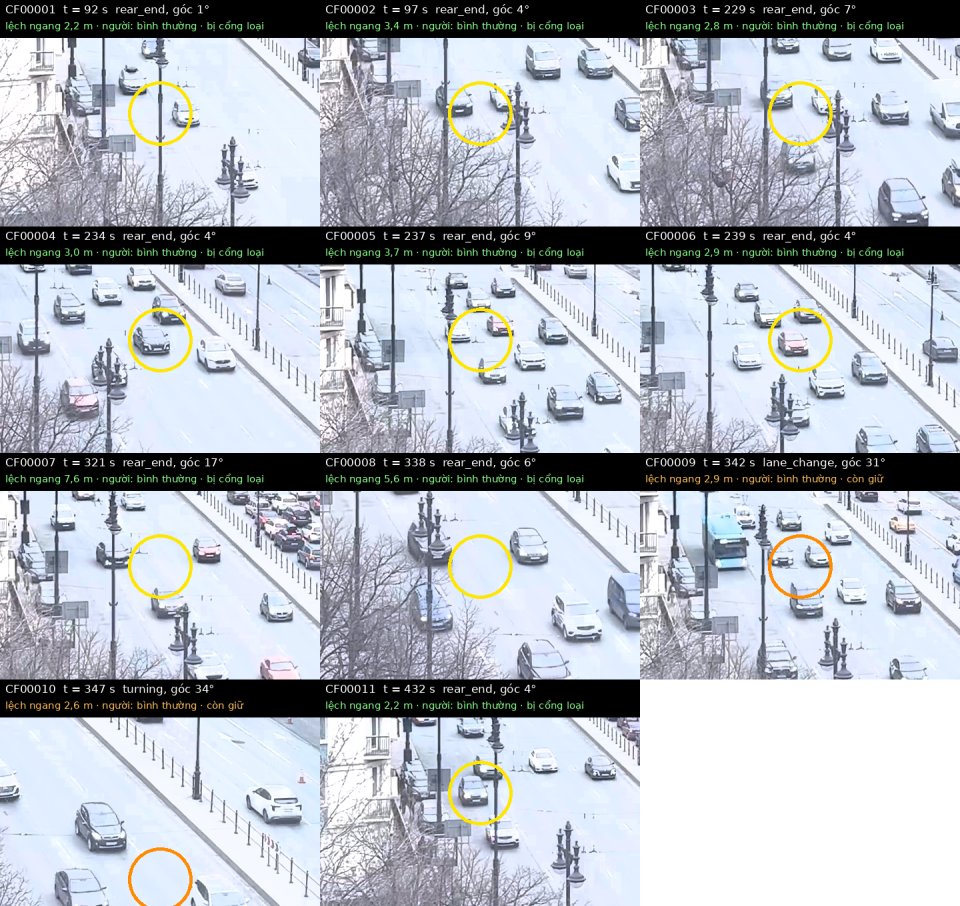 CF00001 t = 92 s rear_end, góc 1°
lệch ngang 2,2 m · người: bình thường · bị cổng loại
CF00002 t = 97 s rear_end, góc 4°
lệch ngang 3,4 m · người: bình thường · bị cổng loại
CF00003 t = 229 s rear_end, góc 7°
lệch ngang 2,8 m · người: bình thường · bị cổng loại
CF00004 t = 234 s rear_end, góc 4°
lệch ngang 3,0 m · người: bình thường · bị cổng loại
CF00005 t = 237 s rear_end, góc 9°
lệch ngang 3,7 m · người: bình thường · bị cổng loại
CF00006 t = 239 s rear_end, góc 4°
lệch ngang 2,9 m · người: bình thường · bị cổng loại
CF00007 t = 321 s rear_end, góc 17°
lệch ngang 7,6 m · người: bình thường · bị cổng loại
CF00008 t = 338 s rear_end, góc 6°
lệch ngang 5,6 m · người: bình thường · bị cổng loại
CF00009 t = 342 s lane_change, góc 31°
lệch ngang 2,9 m · người: bình thường · còn giữ
CF00010 t = 347 s turning, góc 34°
lệch ngang 2,6 m · người: bình thường · còn giữ
CF00011 t = 432 s rear_end, góc 4°
lệch ngang 2,2 m · người: bình thường · bị cổng loại